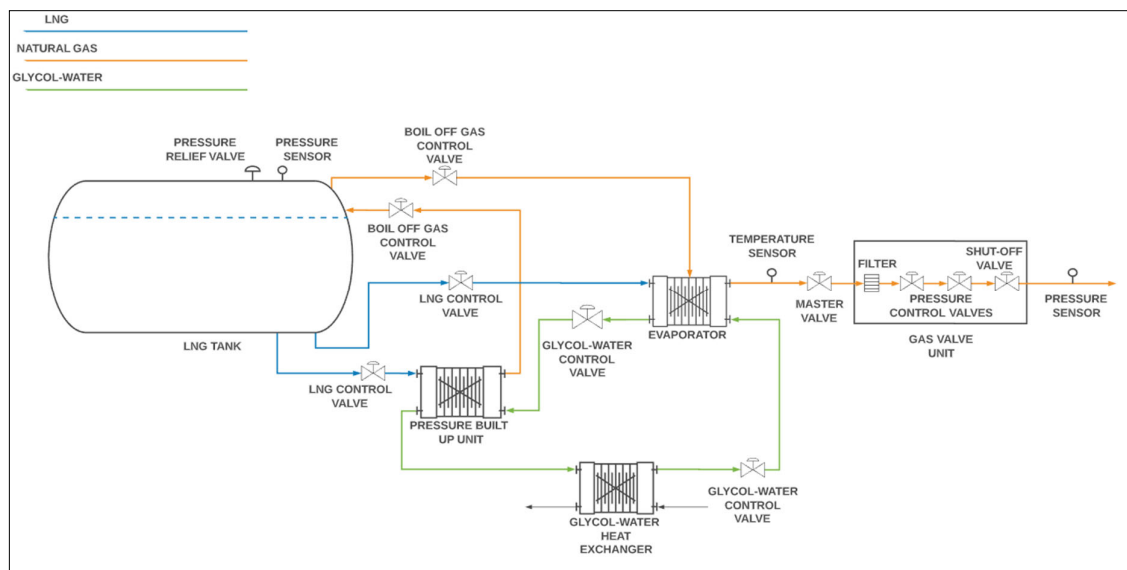 LNG
NATURAL GAS
GLYCOL-WATER
PRESSURE
RELIEF VALVE
PRESSURE
SENSOR
BOIL OFF GAS
CONTROL
VALVE
BOIL OFF GAS
CONTROL
VALVE
LNG TANK
LNG CONTROL
VALVE
LNG CONTROL
VALVE
PRESSURE BUILT
UP UNIT
GLYCOL-WATER
CONTROL
VALVE
EVAPORATOR
TEMPERATURE
SENSOR
MASTER
VALVE
FILTER
SHUT-OFF
VALVE
PRESSURE
CONTROL VALVES
GAS VALVE
UNIT
PRESSURE
SENSOR
GLYCOL-WATER
HEAT
EXCHANGER
GLYCOL-WATER
CONTROL
VALVE